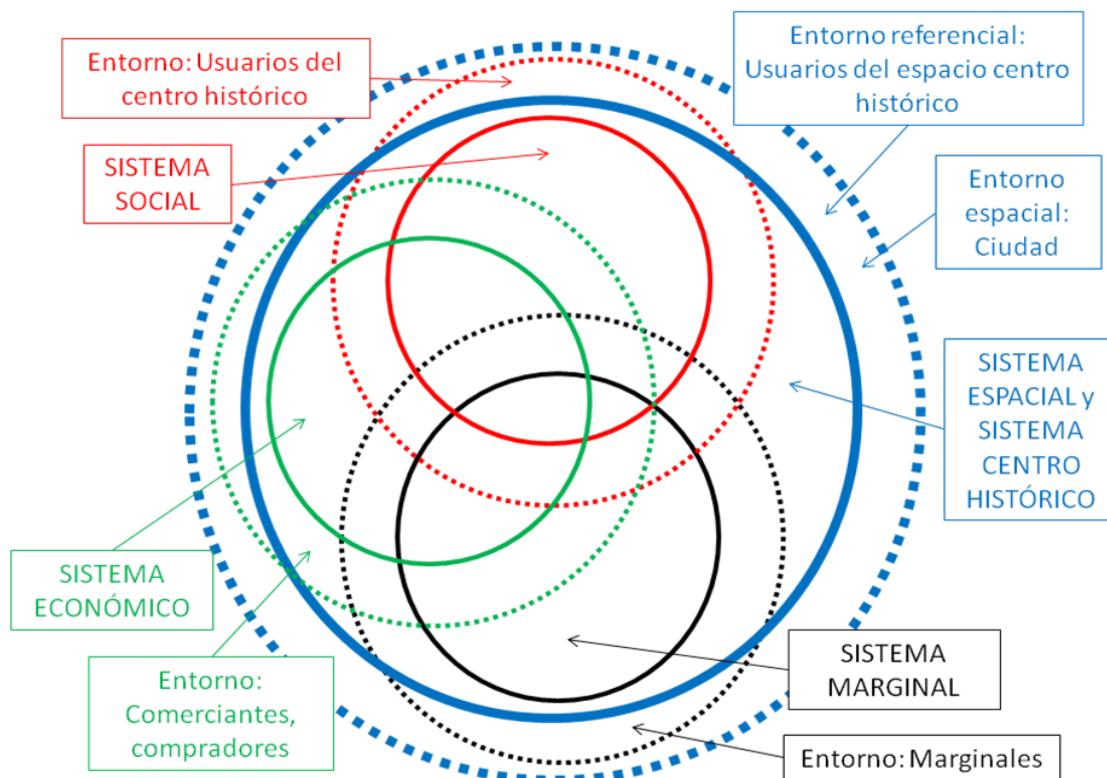 Entorno: Usuarios del
centro histórico
Entorno referencial:
Usuarios del espacio centro
histórico
SISTEMA
SOCIAL
Entorno
espacial:
Ciudad
SISTEMA
ESPACIAL y
SISTEMA
CENTRO
HISTÓRICO
SISTEMA
ECONÓMICO
SISTEMA
MARGINAL
Entorno:
Comerciantes,
compradores
Entorno: Marginales